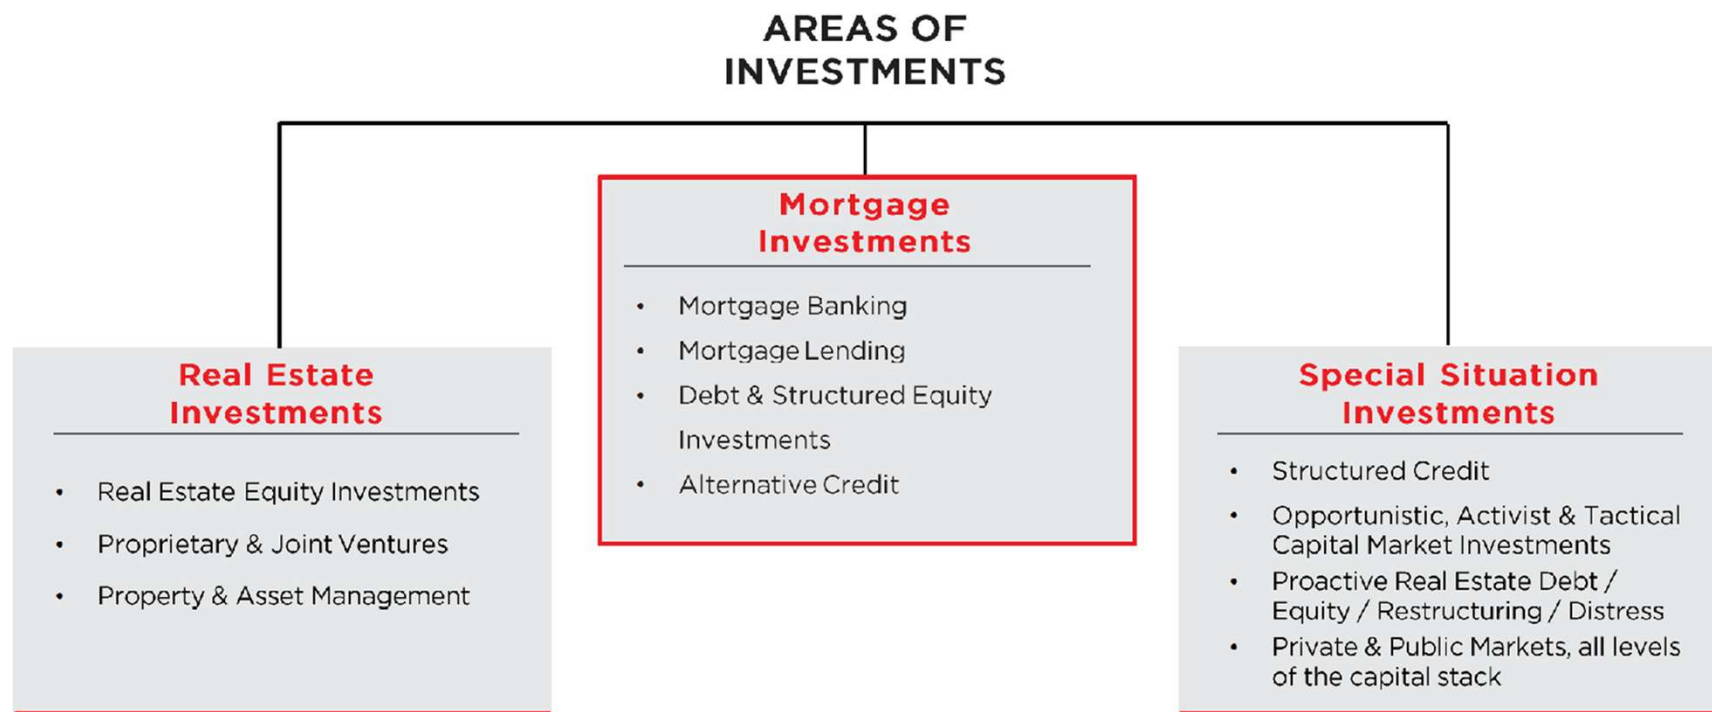 AREAS OF
INVESTMENTS
Mortgage
Investments
• Mortgage Banking
• Mortgage Lending
• Debt & Structured Equity
Investments
• Alternative Credit
Real Estate
Investments
• Real Estate Equity Investments
• Proprietary & Joint Ventures
• Property & Asset Management
Special Situation
Investments
• Structured Credit
• Opportunistic, Activist & Tactical
Capital Market Investments
• Proactive Real Estate Debt /
Equity / Restructuring / Distress
• Private & Public Markets, all levels
of the capital stack